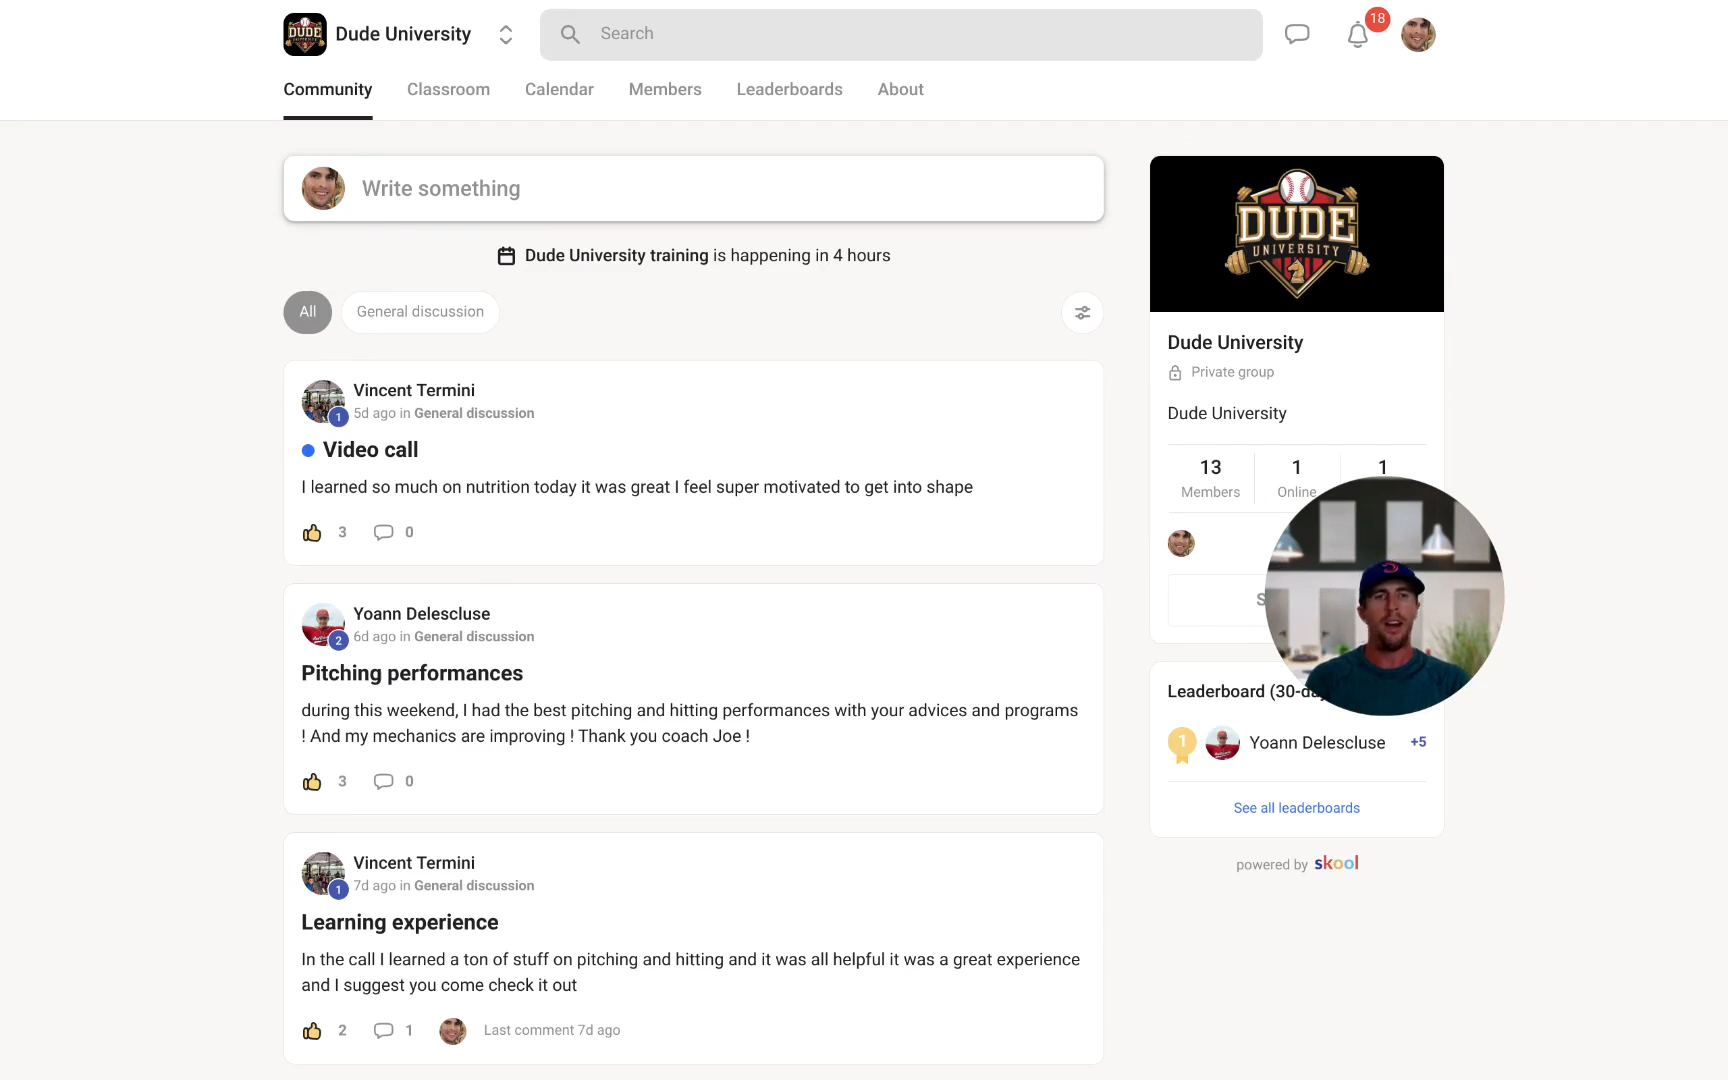 DUDE
UNIVERSITY
Dude University
Search
18
Community
Classroom
Calendar
Members
Leaderboards
About
Write something
Dude University training is happening in 4 hours
All
General discussion
Vincent Termini
1
5d ago in General discussion
Video call
I learned so much on nutrition today it was great I feel super motivated to get into shape
3
0
Yoann Delescluse
2
6d ago in General discussion
Pitching performances
during this weekend, I had the best pitching and hitting performances with your advices and programs
! And my mechanics are improving ! Thank you coach Joe !
3
0
Vincent Termini
1
7d ago in General discussion
Learning experience
In the call I learned a ton of stuff on pitching and hitting and it was all helpful it was a great experience
and I suggest you come check it out
2
1
Last comment 7d ago
DUDE
UNIVERSITY
Dude University
Private group
Dude University
13
1
1
Members
Online
Leaderboard (30-day
1
Yoann Delescluse
+5
See all leaderboards
powered by skool